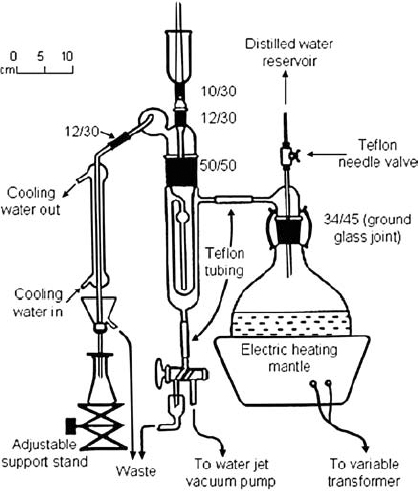 0 5 10
cm
Distilled water
reservoir
10/30
12/30
12/30
Teflon
needle valve
50/50
Cooling
water out
34/45 (ground
glass joint)
Teflon
tubing
Cooling
water in
Electric heating
mantle
Adjustable
support stand
Waste
To water jet
vacuum pump
To variable
transformer